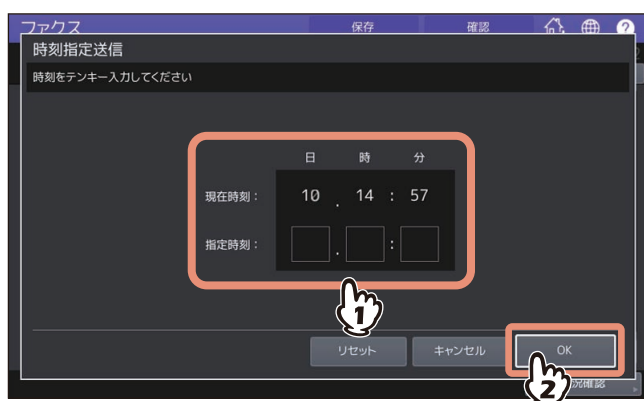 ファクス 保存 確認 ?
時刻指定送信
時刻をテンキー入力してください
日 時 分
現在時刻： 10 . 14 : 57
指定時刻： . :
1
リセット キャンセル OK
2
況確認